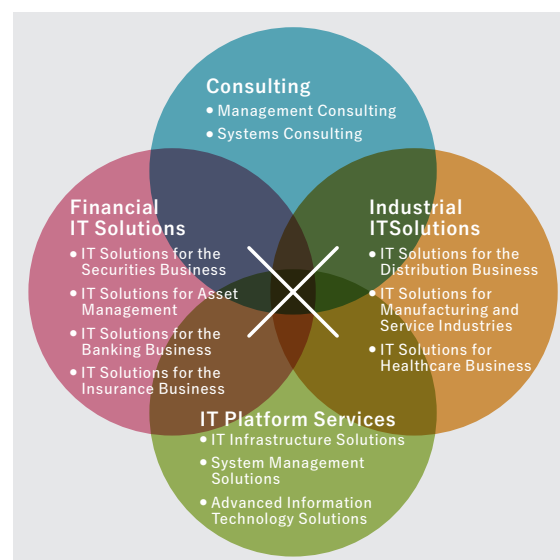 Consulting
• Management Consulting
• Systems Consulting
Financial
IT Solutions
• IT Solutions for the
Securities Business
• IT Solutions for Asset
Management
• IT Solutions for the
Banking Business
• IT Solutions for the
Insurance Business
Industrial
ITSolutions
• IT Solutions for the
Distribution Business
• IT Solutions for
Manufacturing and
Service Industries
• IT Solutions for
Healthcare Business
IT Platform Services
• IT Infrastructure Solutions
• System Management
Solutions
• Advanced Information
Technology Solutions